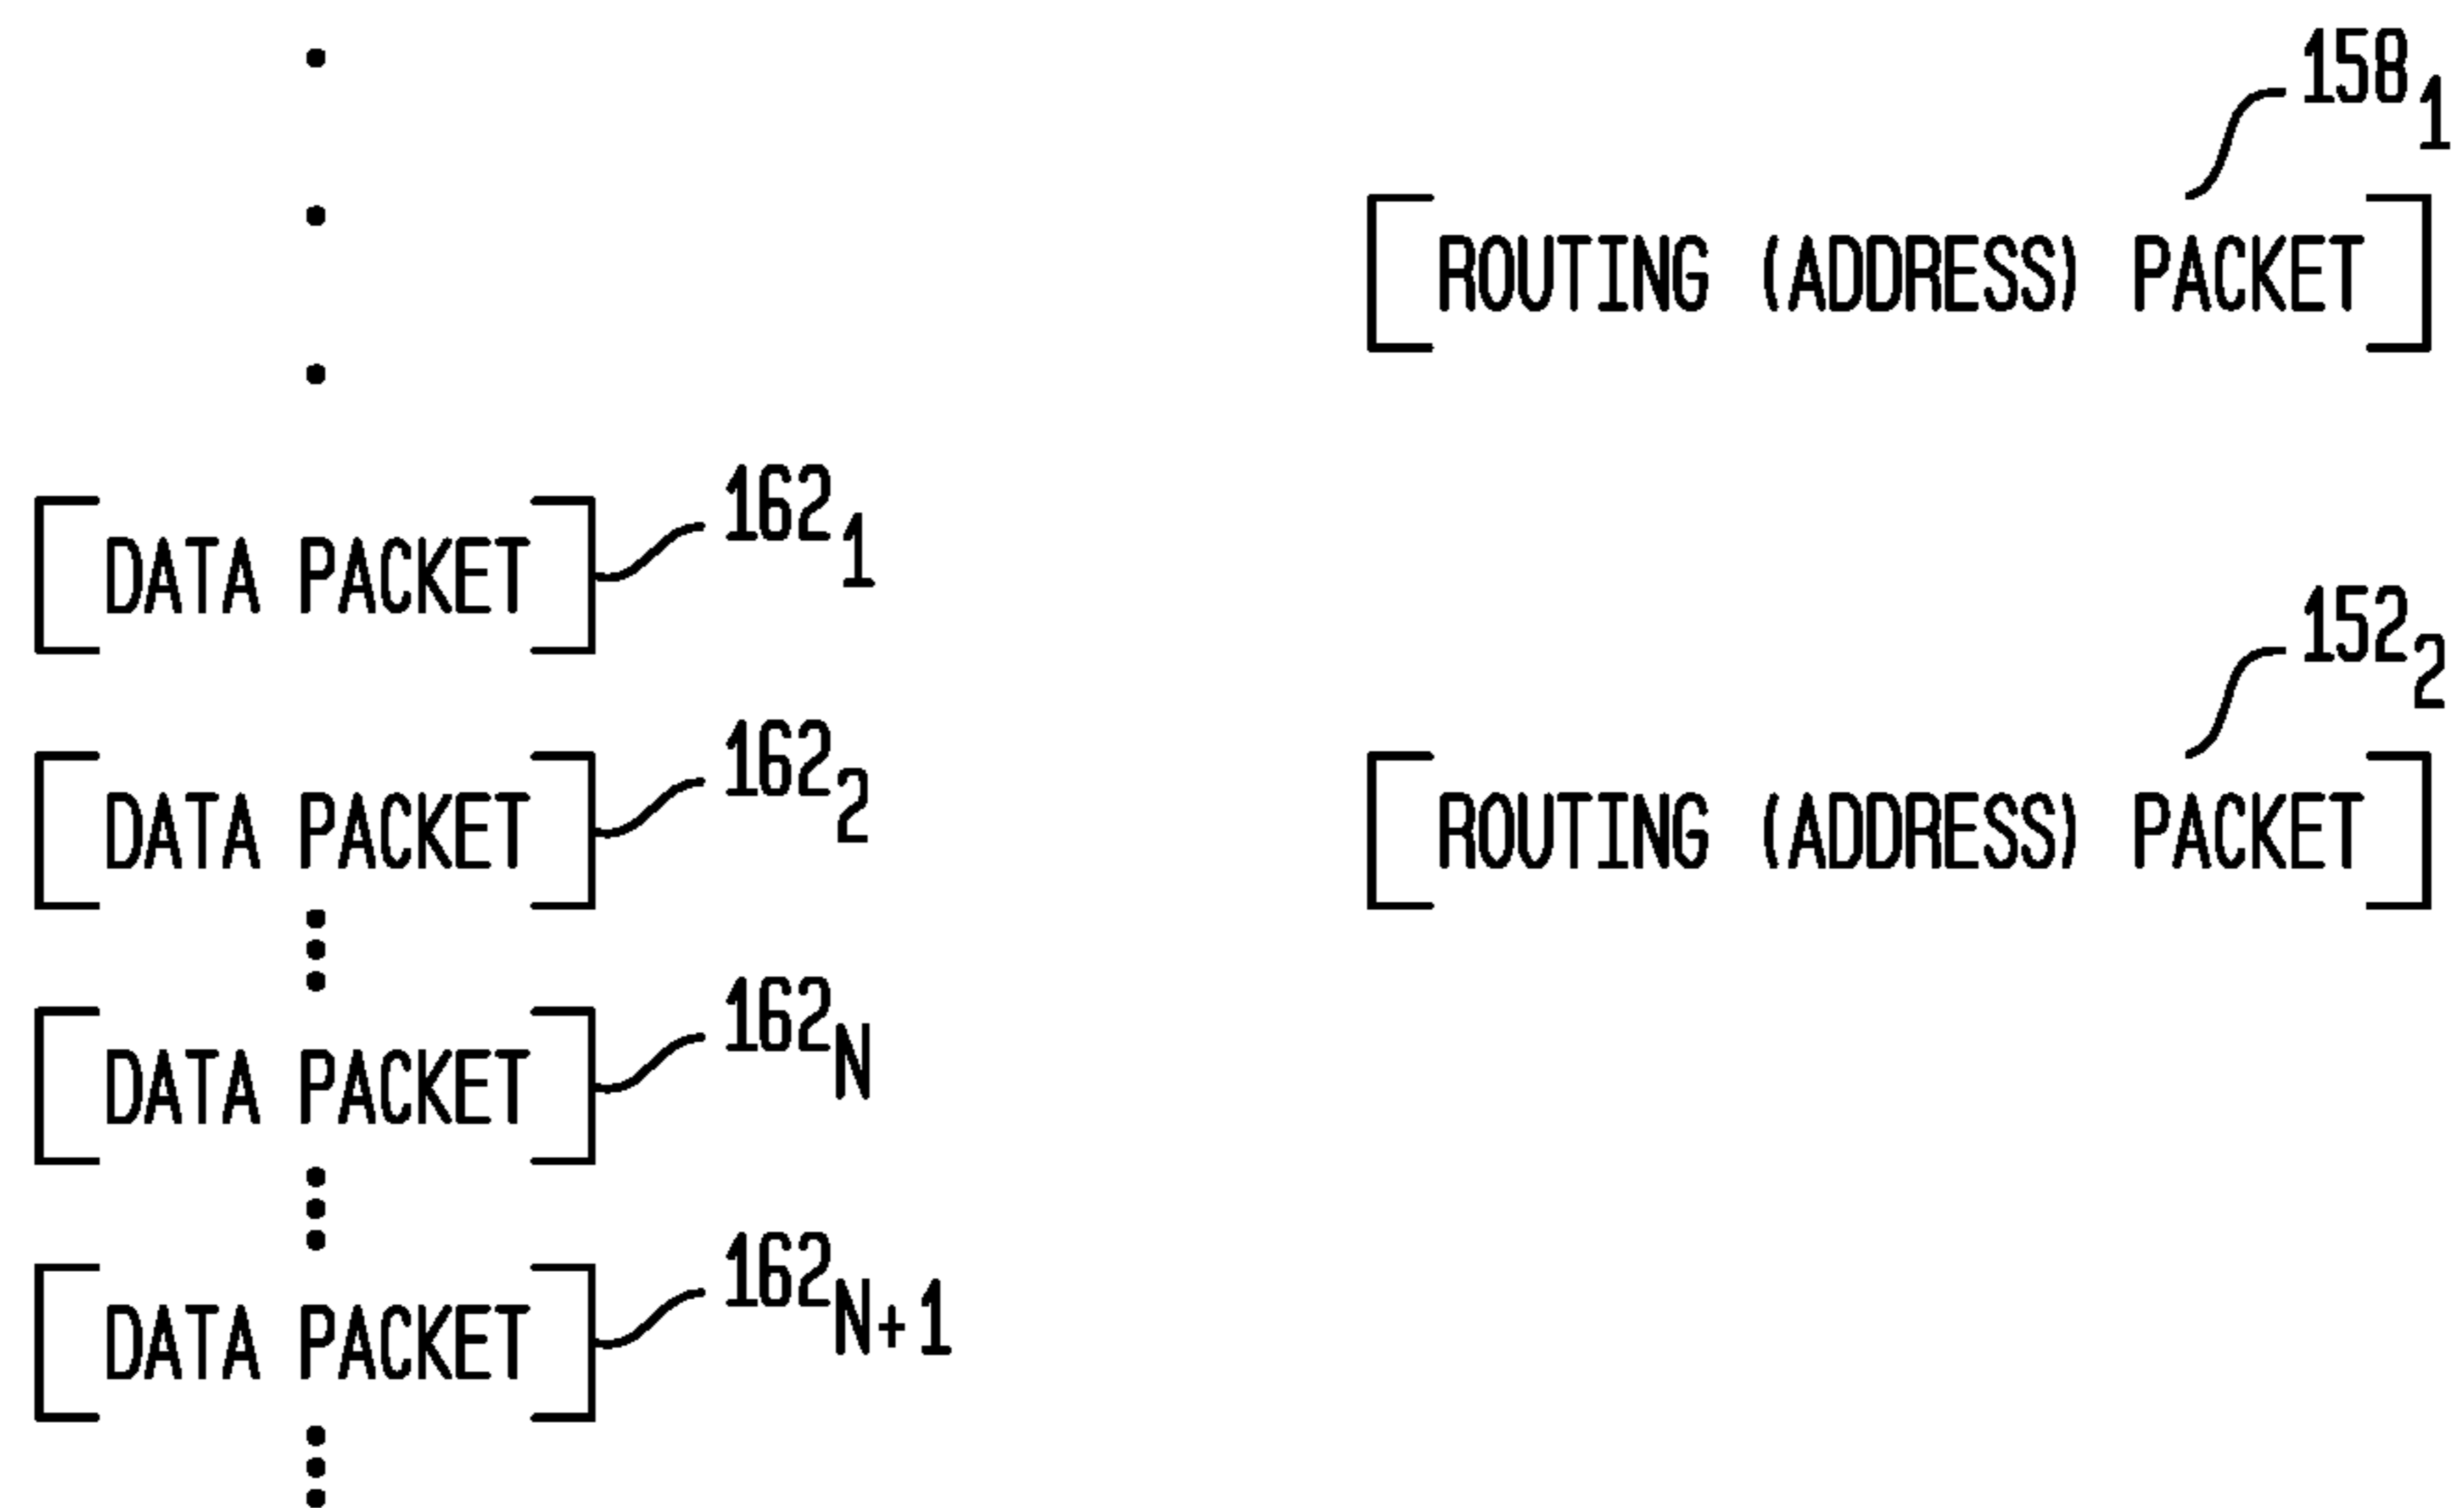 158₁
[ROUTING (ADDRESS) PACKET]
[DATA PACKET] 162₁
152₂
[DATA PACKET] 162₂
[ROUTING (ADDRESS) PACKET]
[DATA PACKET] 162N
[DATA PACKET] 162N+1